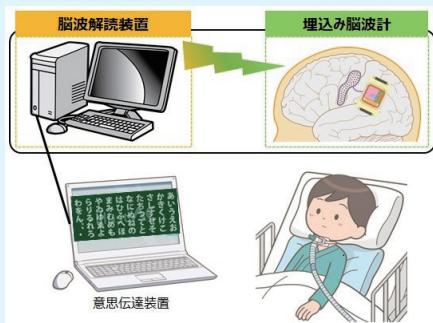 脳波解読装置
埋込み脳波計
あいうえお
かきくけこ
さしすせそ
たちつてと
なにぬねの
はひふへほ
まみむめも
やゐゆゑよ
らりるれろ
わをん、。
意思伝達装置